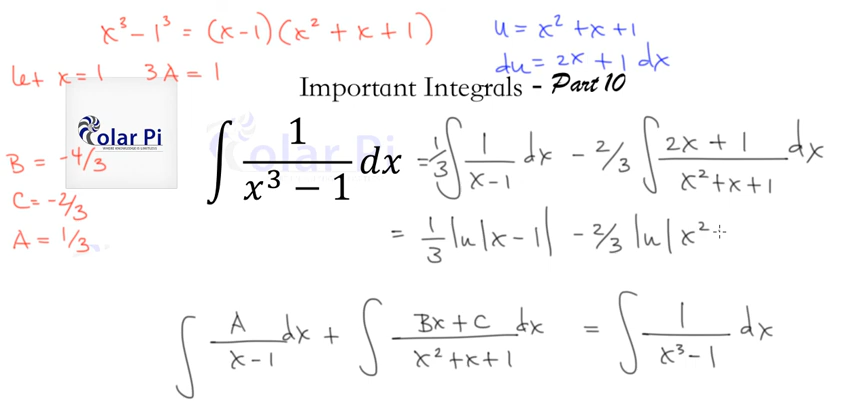 x³ - 1³ = (x-1)(x² + x + 1)
u = x² + x + 1
du = 2x + 1 dx
let x = 1 3A = 1
Important Integrals - Part 10
Colar Pi
B = -4/3
C = -2/3
A = 1/3
∫ 1/(x³ - 1) dx = 1/3 ∫ 1/(x-1) dx - 2/3 ∫ (2x + 1)/(x² + x + 1) dx
= 1/3 ln|x - 1| - 2/3 ln|x² +
∫ A/(x-1) dx + ∫ (Bx + C)/(x² + x + 1) dx = ∫ 1/(x³ - 1) dx